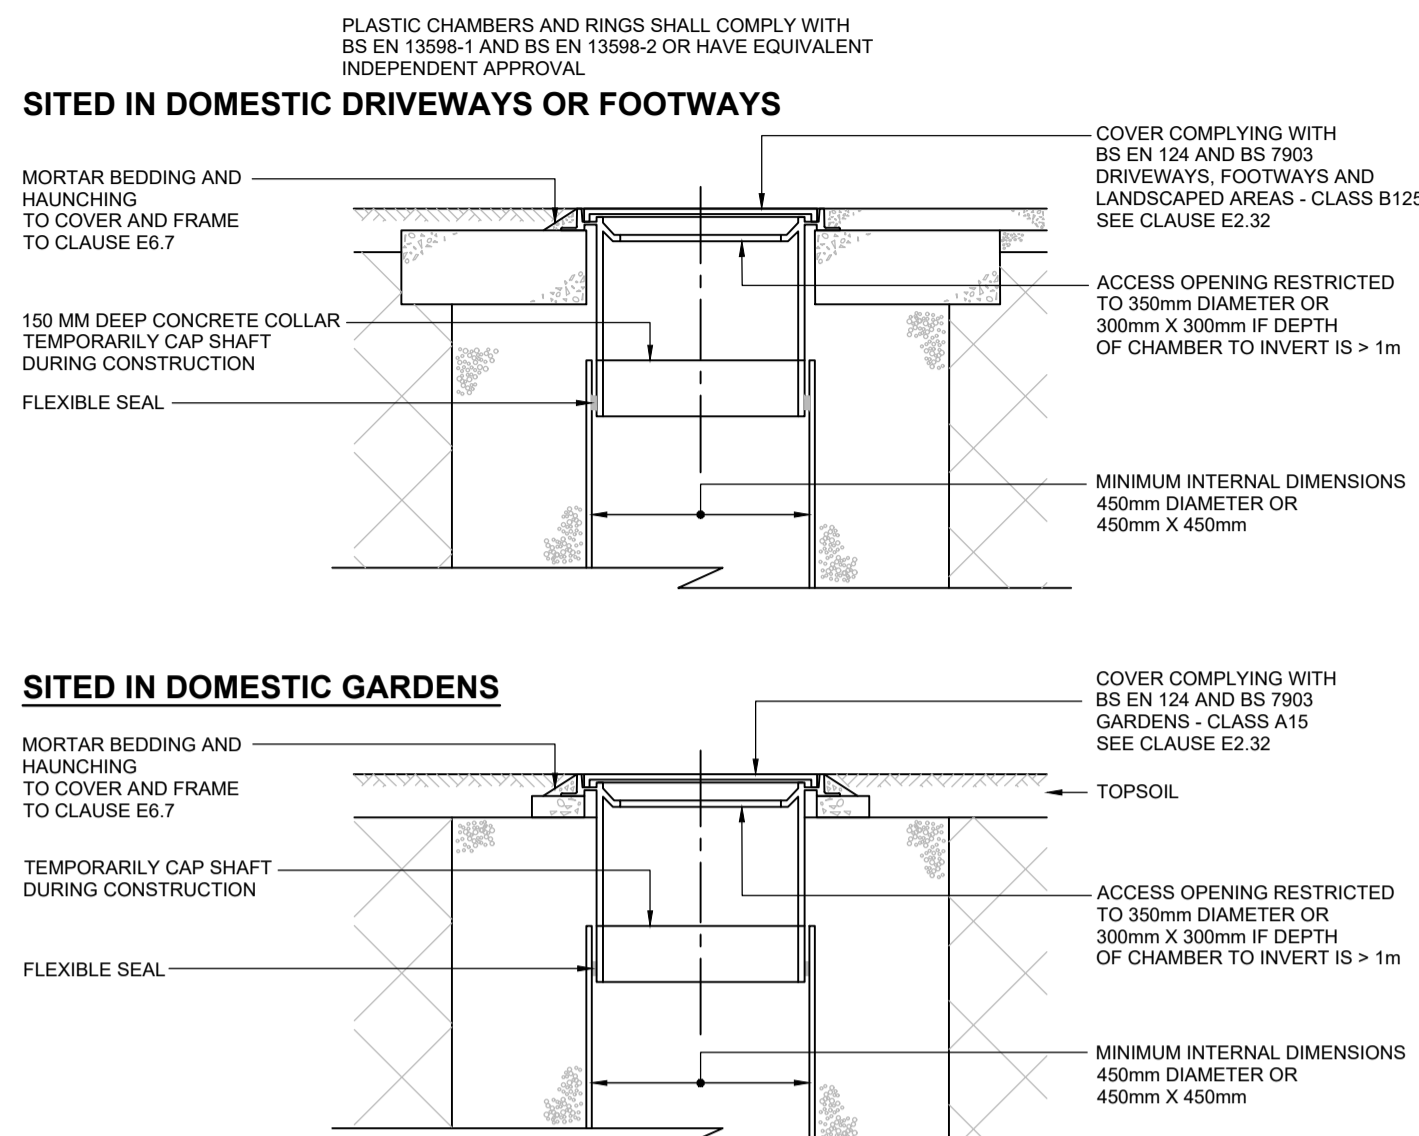 PLASTIC CHAMBERS AND RINGS SHALL COMPLY WITH
BS EN 13598-1 AND BS EN 13598-2 OR HAVE EQUIVALENT
INDEPENDENT APPROVAL
SITED IN DOMESTIC DRIVEWAYS OR FOOTWAYS
MORTAR BEDDING AND
HAUNCHING
TO COVER AND FRAME
TO CLAUSE E6.7
150 MM DEEP CONCRETE COLLAR
TEMPORARILY CAP SHAFT
DURING CONSTRUCTION
FLEXIBLE SEAL
COVER COMPLYING WITH
BS EN 124 AND BS 7903
DRIVEWAYS, FOOTWAYS AND
LANDSCAPED AREAS - CLASS B125
SEE CLAUSE E2.32
ACCESS OPENING RESTRICTED
TO 350mm DIAMETER OR
300mm X 300mm IF DEPTH
OF CHAMBER TO INVERT IS > 1m
MINIMUM INTERNAL DIMENSIONS
450mm DIAMETER OR
450mm X 450mm
SITED IN DOMESTIC GARDENS
MORTAR BEDDING AND
HAUNCHING
TO COVER AND FRAME
TO CLAUSE E6.7
TEMPORARILY CAP SHAFT
DURING CONSTRUCTION
FLEXIBLE SEAL
COVER COMPLYING WITH
BS EN 124 AND BS 7903
GARDENS - CLASS A15
SEE CLAUSE E2.32
TOPSOIL
ACCESS OPENING RESTRICTED
TO 350mm DIAMETER OR
300mm X 300mm IF DEPTH
OF CHAMBER TO INVERT IS > 1m
MINIMUM INTERNAL DIMENSIONS
450mm DIAMETER OR
450mm X 450mm